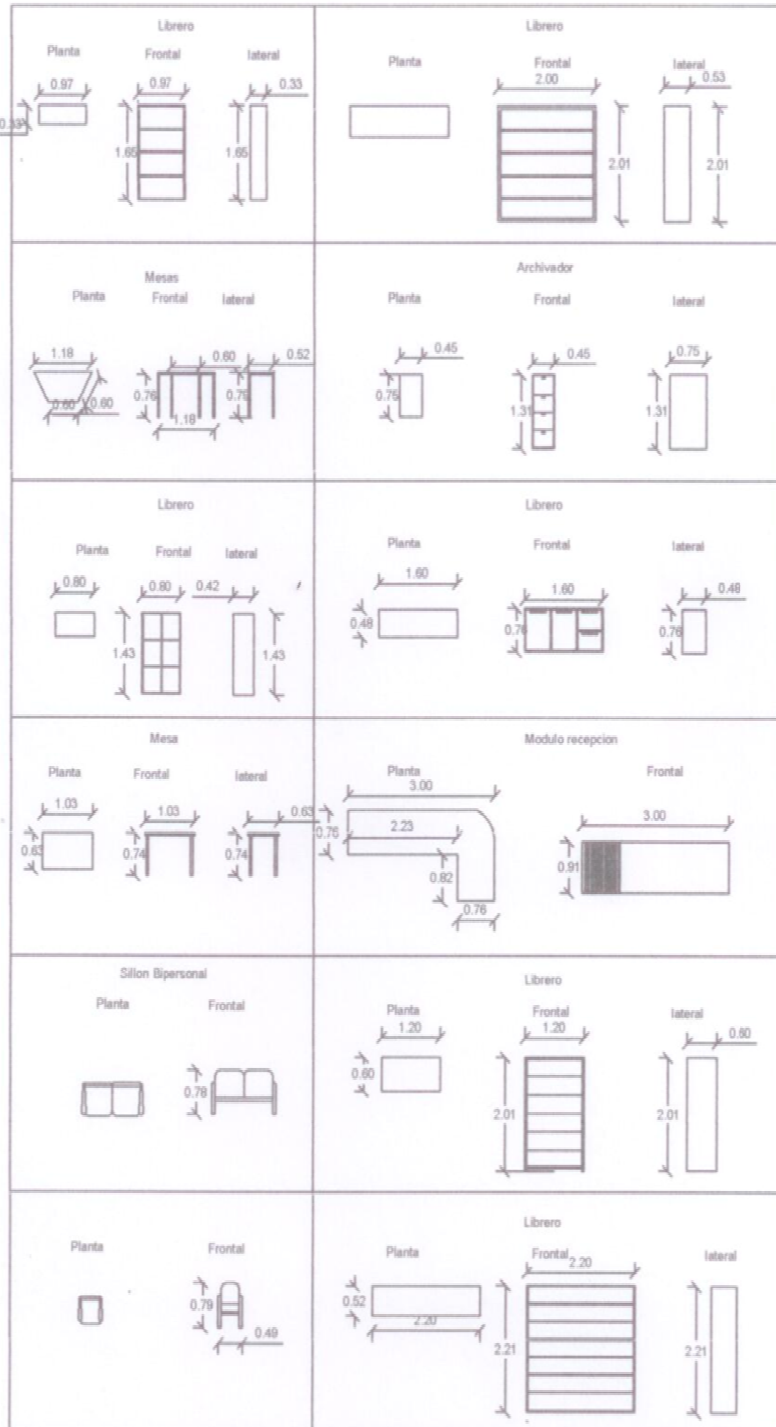 Librero
Planta Frontal lateral
0.97 0.97 0.33
0.33 1.65 1.65
Librero
Planta Frontal lateral
2.00 0.53
2.01 2.01
Mesas
Planta Frontal lateral
1.18 0.60 0.52
0.76 0.76
0.60 0.60 1.18
Archivador
Planta Frontal lateral
0.45 0.45 0.75
0.75 1.31 1.31
Librero
Planta Frontal lateral
0.80 0.80 0.42
1.43 1.43
Librero
Planta Frontal lateral
1.60 1.60 0.48
0.48 0.76 0.76
Mesa
Planta Frontal lateral
1.03 1.03 0.63
0.63 0.74 0.74
Modulo recepcion
Planta Frontal
3.00 3.00
0.76 2.23
0.82 0.91
0.76
Sillon Bipersonal
Planta Frontal
0.78
Librero
Planta Frontal lateral
1.20 1.20 0.60
0.60 2.01 2.01
Planta Frontal
0.79
0.49
Librero
Planta Frontal lateral
2.20
0.52
2.20
2.21 2.21